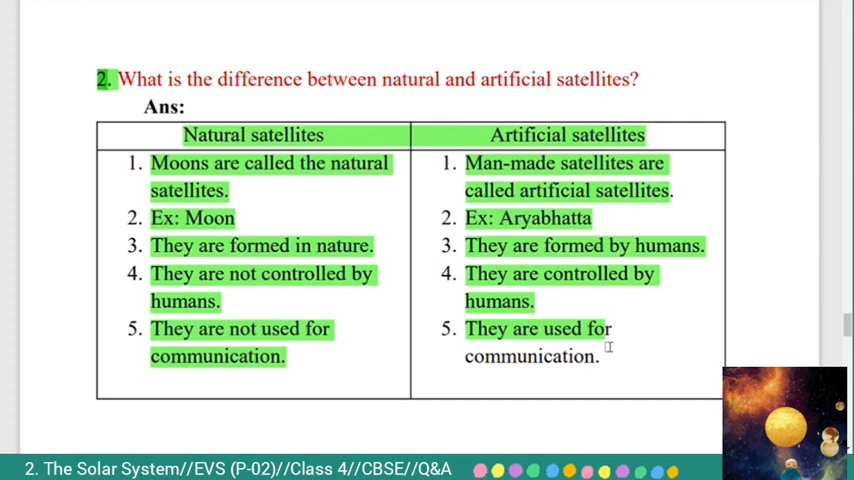 2. What is the difference between natural and artificial satellites?
Ans:
Natural satellites
1. Moons are called the natural
satellites.
2. Ex: Moon
3. They are formed in nature.
4. They are not controlled by
humans.
5. They are not used for
communication.
Artificial satellites
1. Man-made satellites are
called artificial satellites.
2. Ex: Aryabhatta
3. They are formed by humans.
4. They are controlled by
humans.
5. They are used for
communication.
2. The Solar System//EVS (P-02)//Class 4//CBSE//Q&A